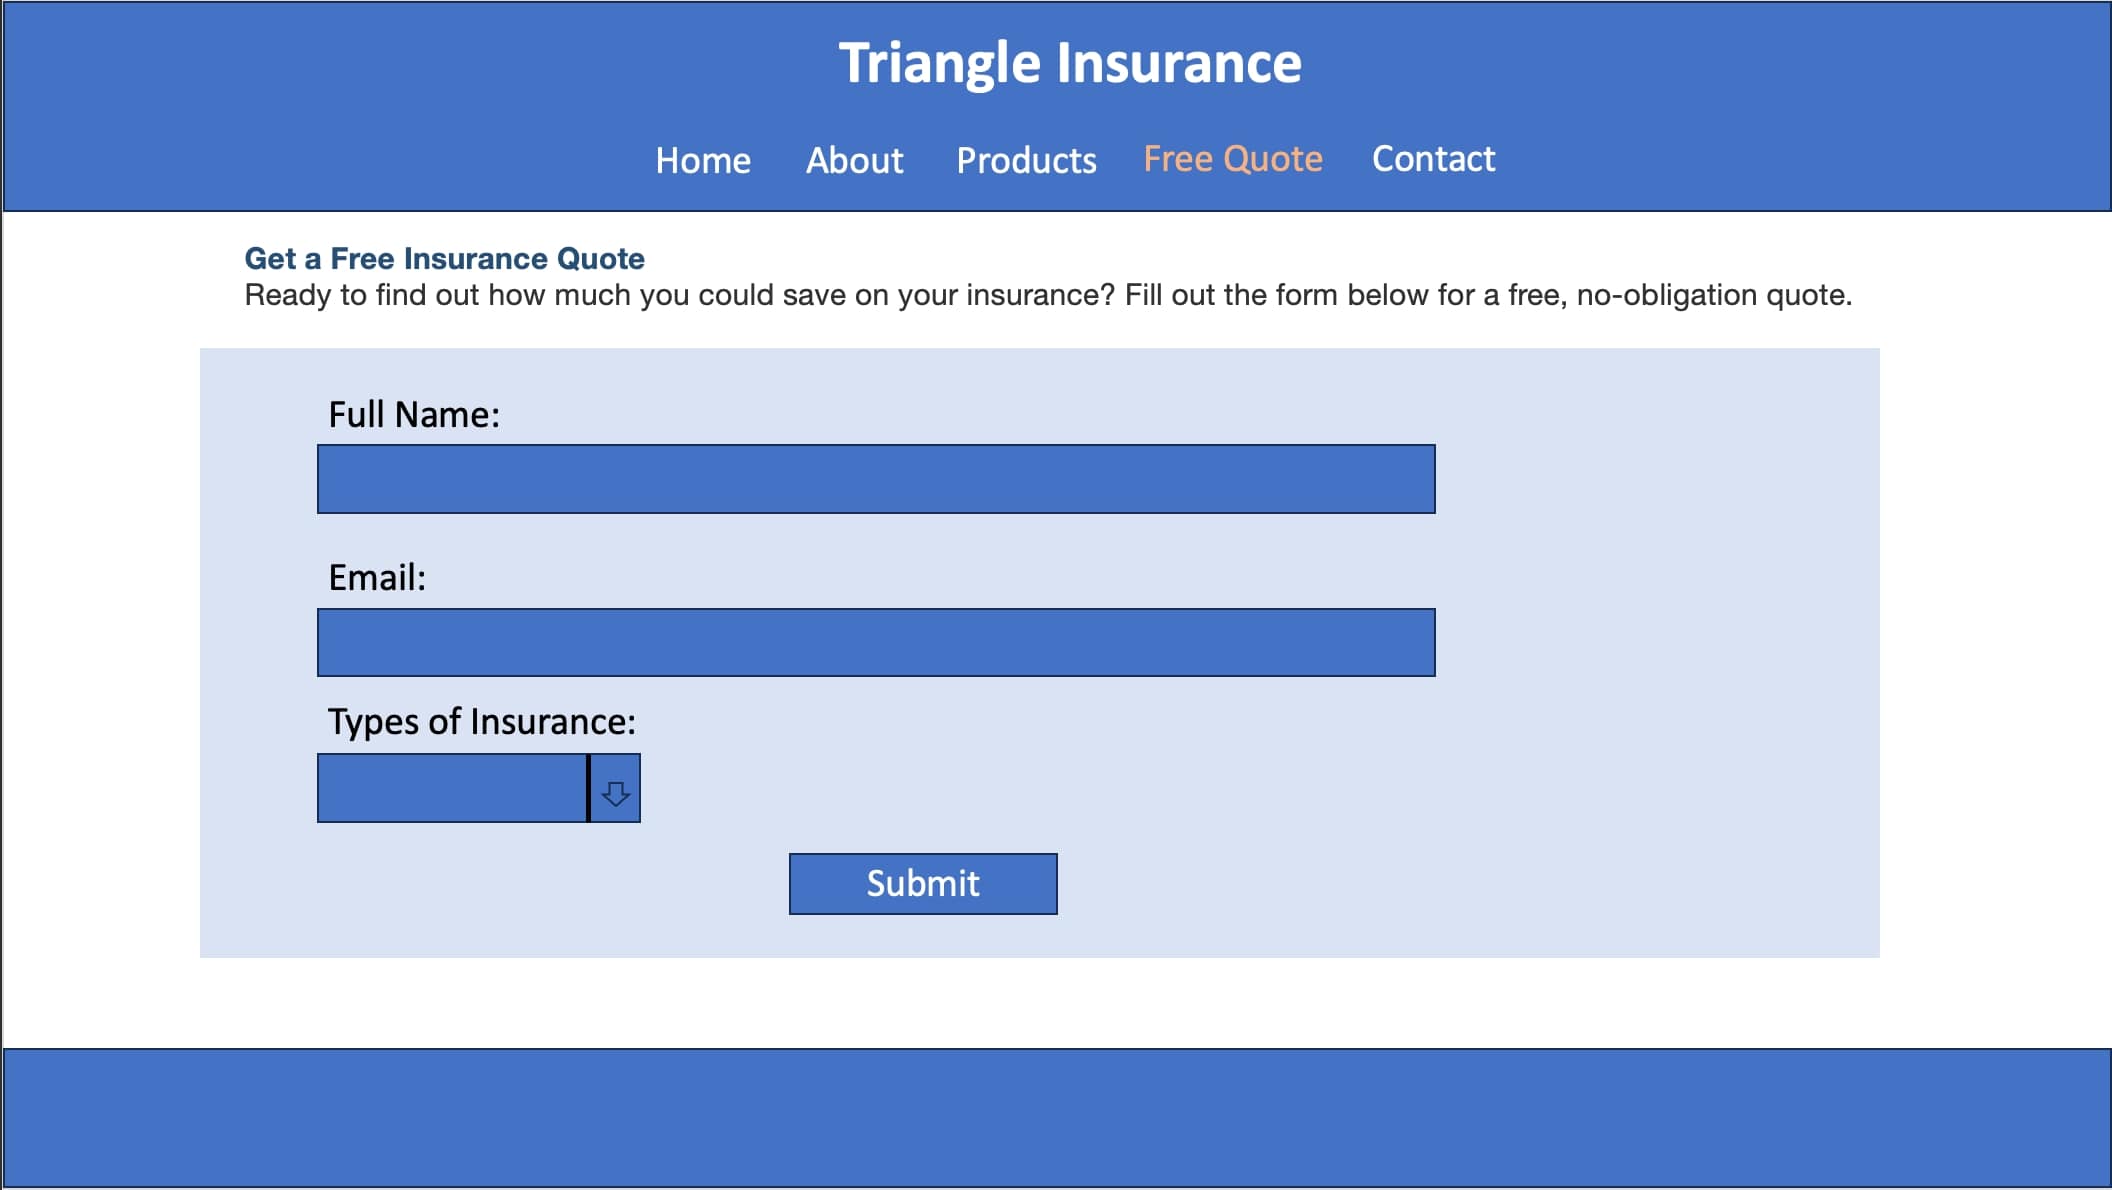 Triangle Insurance
Home About Products Free Quote Contact
Get a Free Insurance Quote
Ready to find out how much you could save on your insurance? Fill out the form below for a free, no-obligation quote.
Full Name:
Email:
Types of Insurance:
Submit